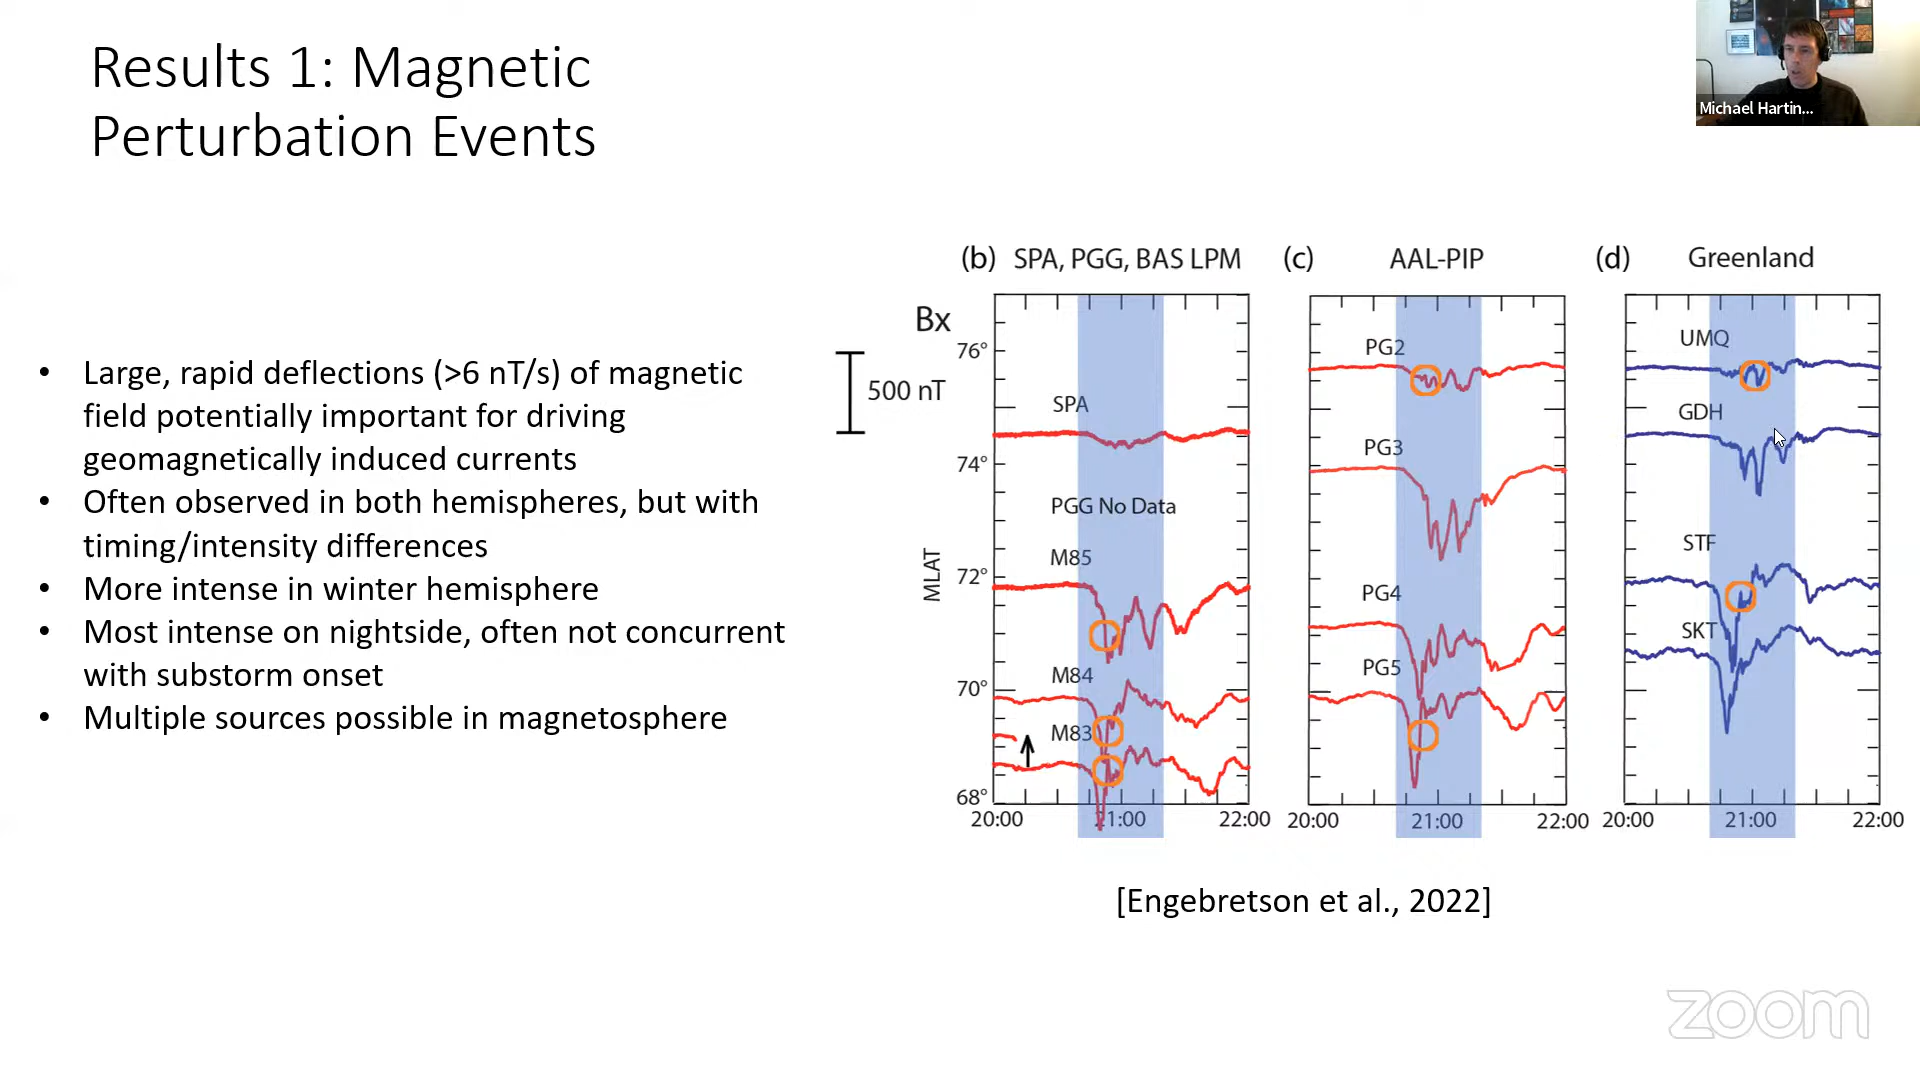 Results 1: Magnetic
Perturbation Events
Michael Hartin...
• Large, rapid deflections (>6 nT/s) of magnetic
field potentially important for driving
geomagnetically induced currents
• Often observed in both hemispheres, but with
timing/intensity differences
• More intense in winter hemisphere
• Most intense on nightside, often not concurrent
with substorm onset
• Multiple sources possible in magnetosphere
Bx
500 nT
MLAT
(b) SPA, PGG, BAS LPM
76°
74°
72°
70°
68°
SPA
PGG No Data
M85
M84
M83
20:00 21:00 22:00
(c) AAL-PIP
PG2
PG3
PG4
PG5
20:00 21:00 22:00
(d) Greenland
UMQ
GDH
STF
SKT
20:00 21:00 22:00
[Engebretson et al., 2022]
zoom